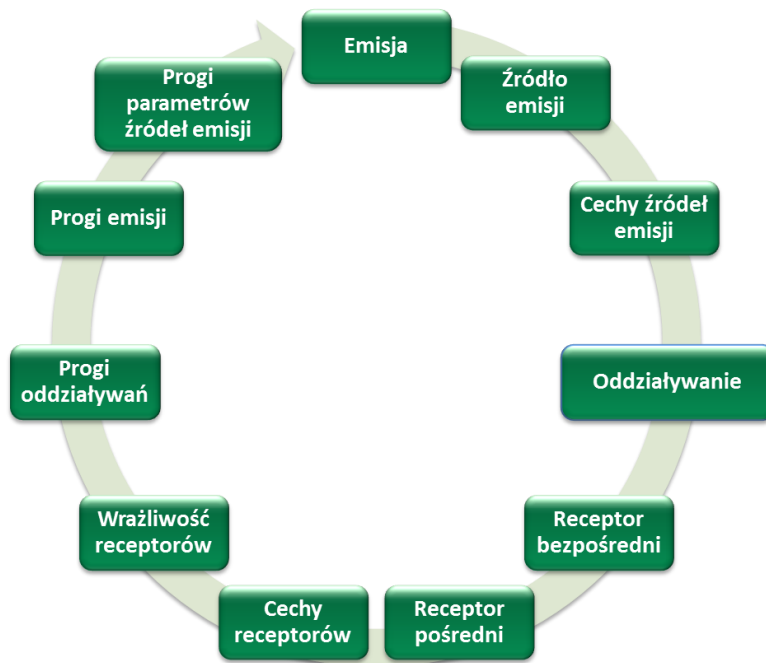 Emisja
Źródło
emisji
Cechy źródeł
emisji
Oddziaływanie
Receptor
bezpośredni
Receptor
pośredni
Cechy
receptorów
Wrażliwość
receptorów
Progi
oddziaływań
Progi emisji
Progi
parametrów
źródeł emisji